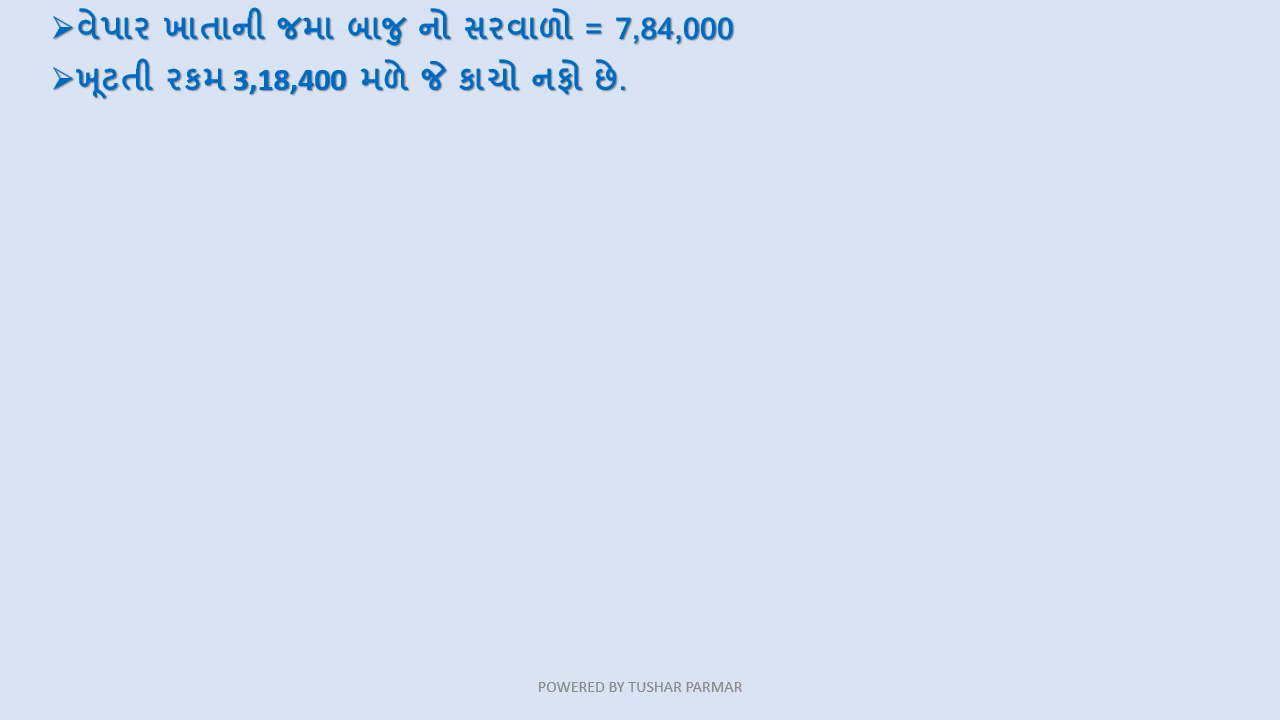 ➢વેપાર ખાતાની જમા બાજુ નો સરવાળો = 7,84,000
➢ખૂટતી રકમ 3,18,400 મળે જે કાચો નફો છે.
POWERED BY TUSHAR PARMAR